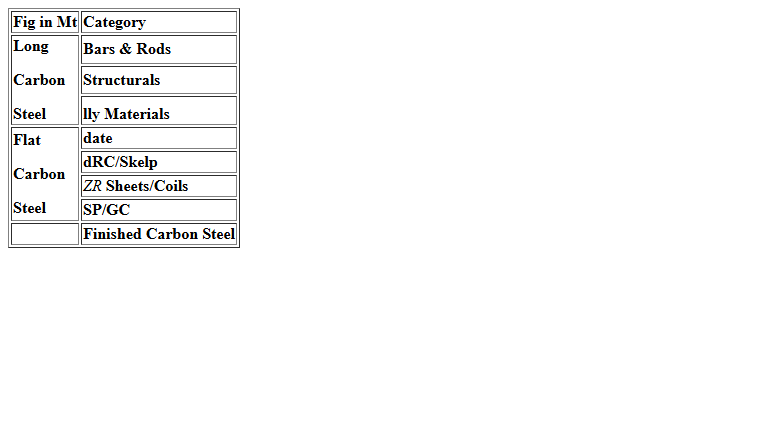 Fig in Mt Category
Long
Carbon
Steel
Bars & Rods
Structurals
lly Materials
Flat
Carbon
Steel
date
dRC/Skelp
ZR Sheets/Coils
SP/GC
Finished Carbon Steel